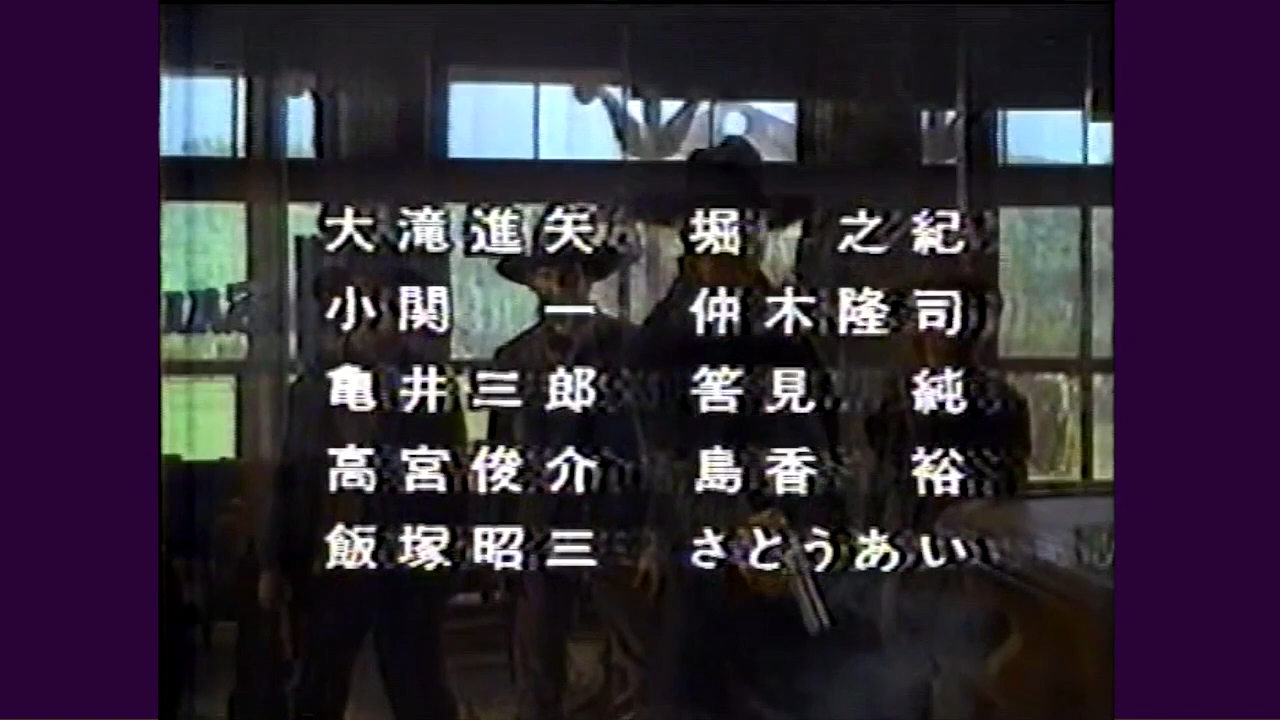 大滝進矢 堀之紀
小関一 仲木隆司
亀井三郎 筈見純
高宮俊介 島香裕
飯塚昭三 さとうあい